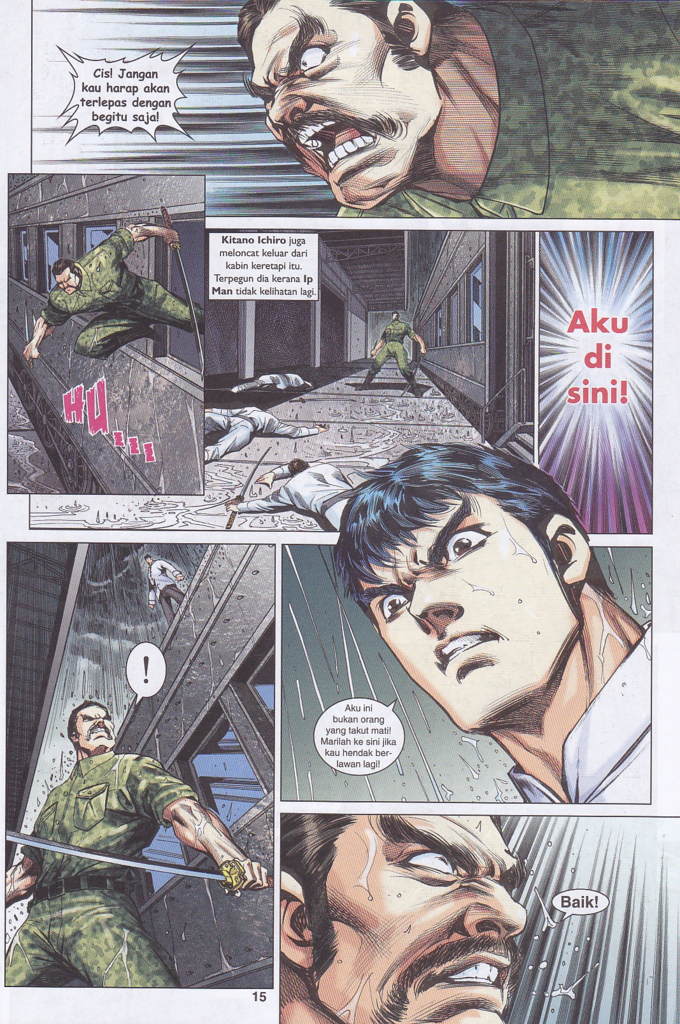 Cis! Jangan
kau harap akan
terlepas dengan
begitu saja!
HU
III
Kitano Ichiro juga
meloncat keluar dari
kabin keretapi itu.
Terpegun dia kerana Ip
Man tidak kelihatan lagi.
Aku
di
sini!
!
Aku ini
bukan orang
yang takut mati!
Marilah ke sini jika
kau hendak ber-
lawan lagi!
Baik!
15